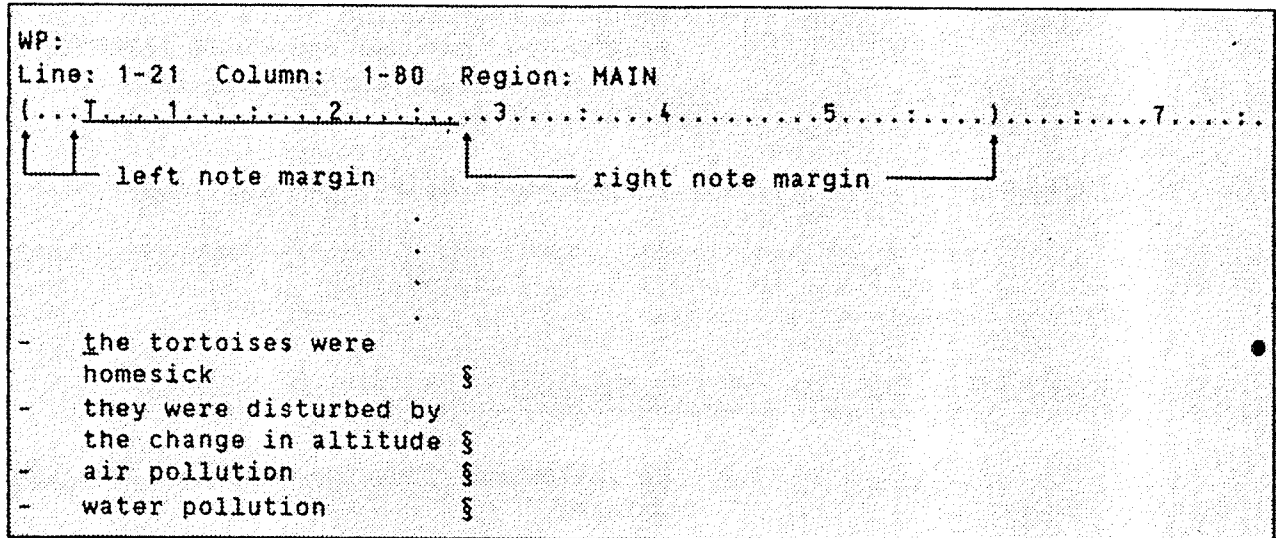 WP:
Line: 1-21 Column: 1-80 Region: MAIN
(...T....1....:....2....:....3....:....4.........5....:....)....:....7....:.
left note margin right note margin
.
.
.
.
- the tortoises were
homesick §
- they were disturbed by
the change in altitude §
- air pollution §
- water pollution §